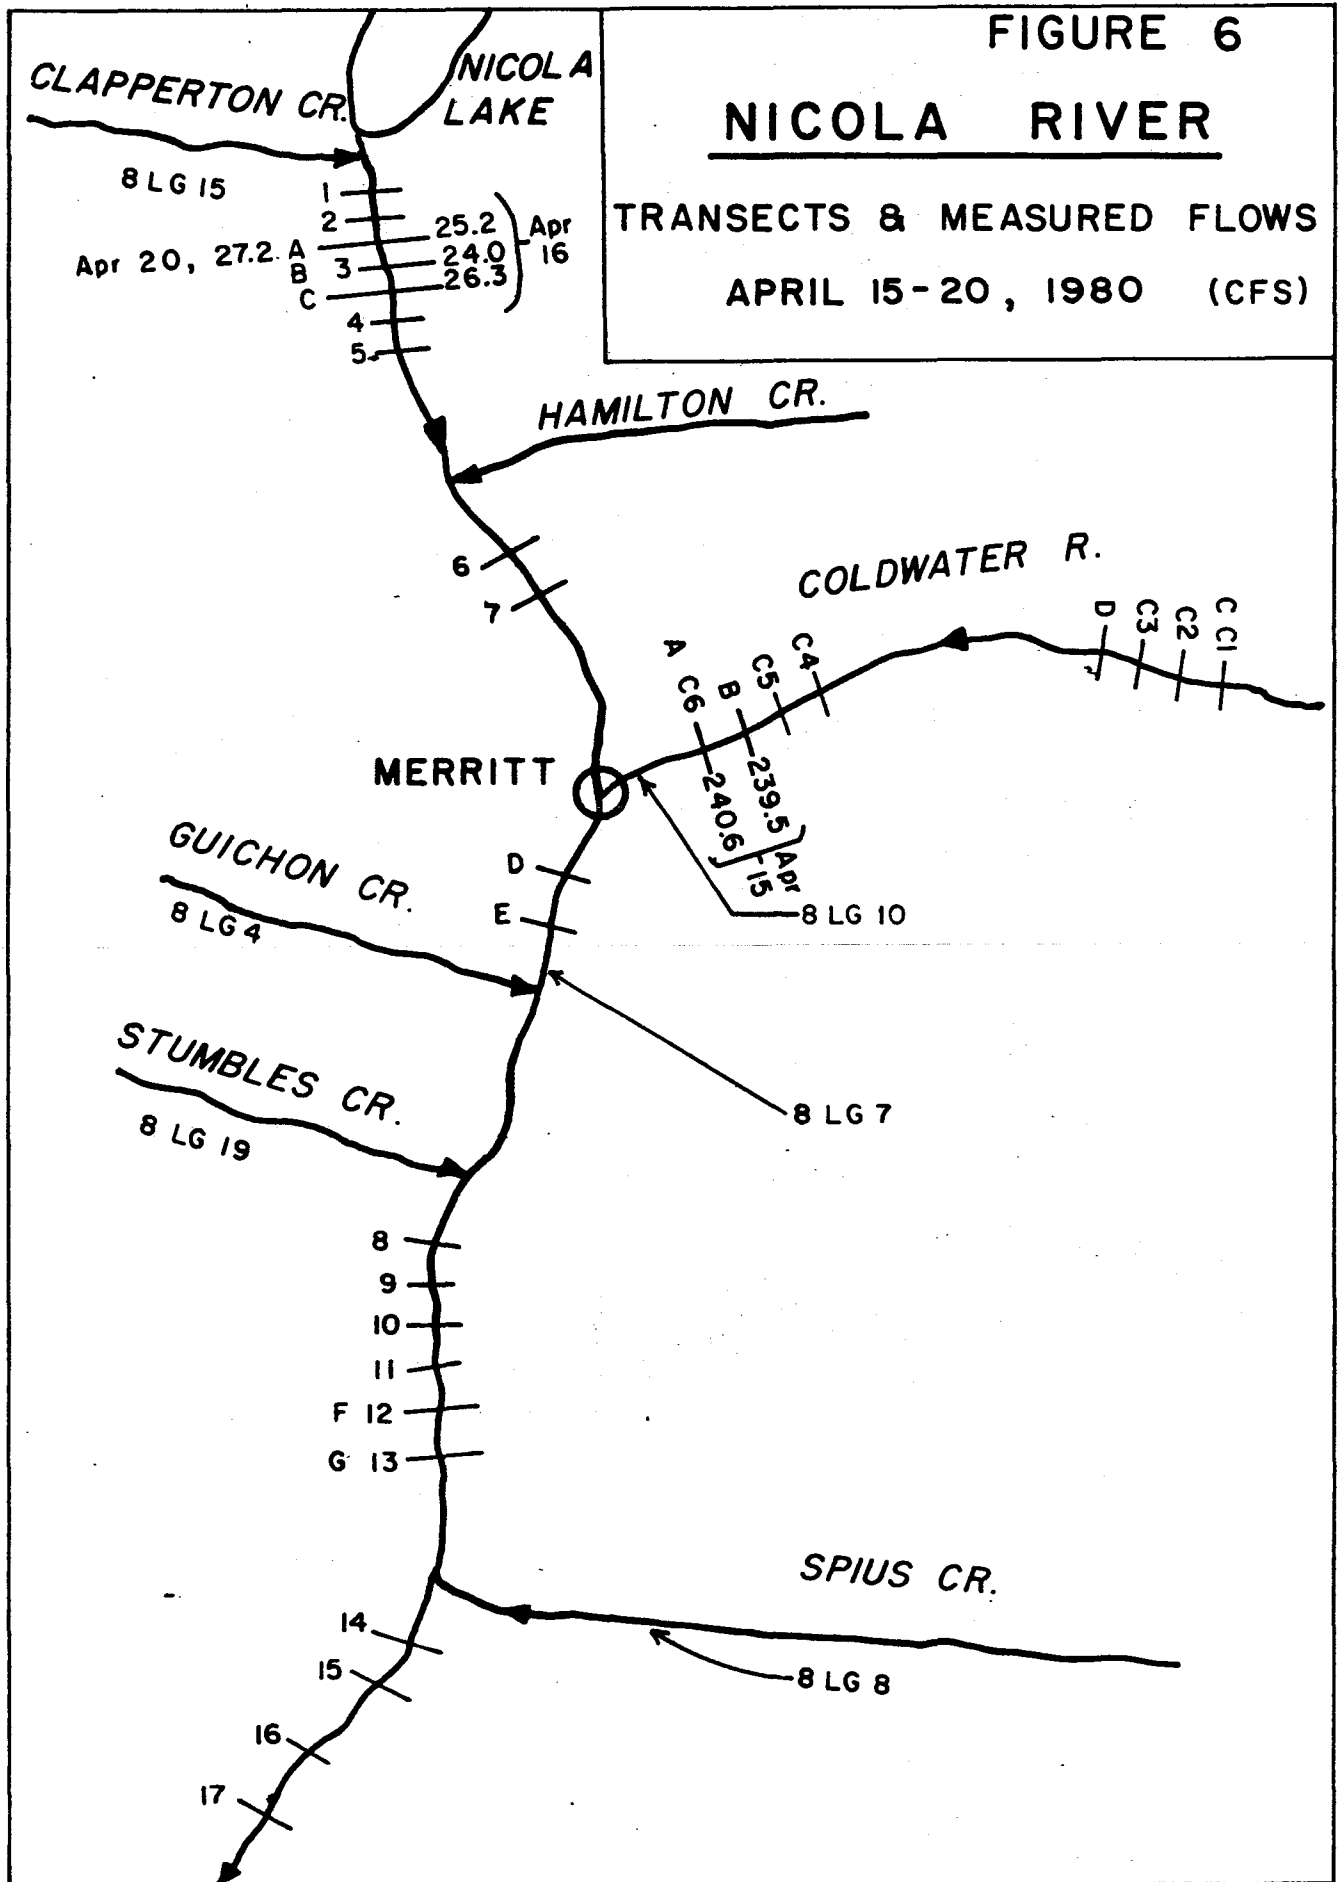 FIGURE 6
NICOLA RIVER
TRANSECTS & MEASURED FLOWS
APRIL 15-20, 1980 (CFS)
NICOLA
LAKE
CLAPPERTON CR.
8 LG 15
1
2
Apr 20, 27.2 A 25.2
B 3 24.0
C 26.3
Apr
16
4
5
HAMILTON CR.
6
7
COLDWATER R.
D
C3
C2
C C1
C4
C5
B
A C6
239.5
240.6
Apr
15
MERRITT
8 LG 10
GUICHON CR.
8 LG 4
D
E
8 LG 7
STUMBLES CR.
8 LG 19
8
9
10
11
F 12
G 13
SPIUS CR.
8 LG 8
14
15
16
17